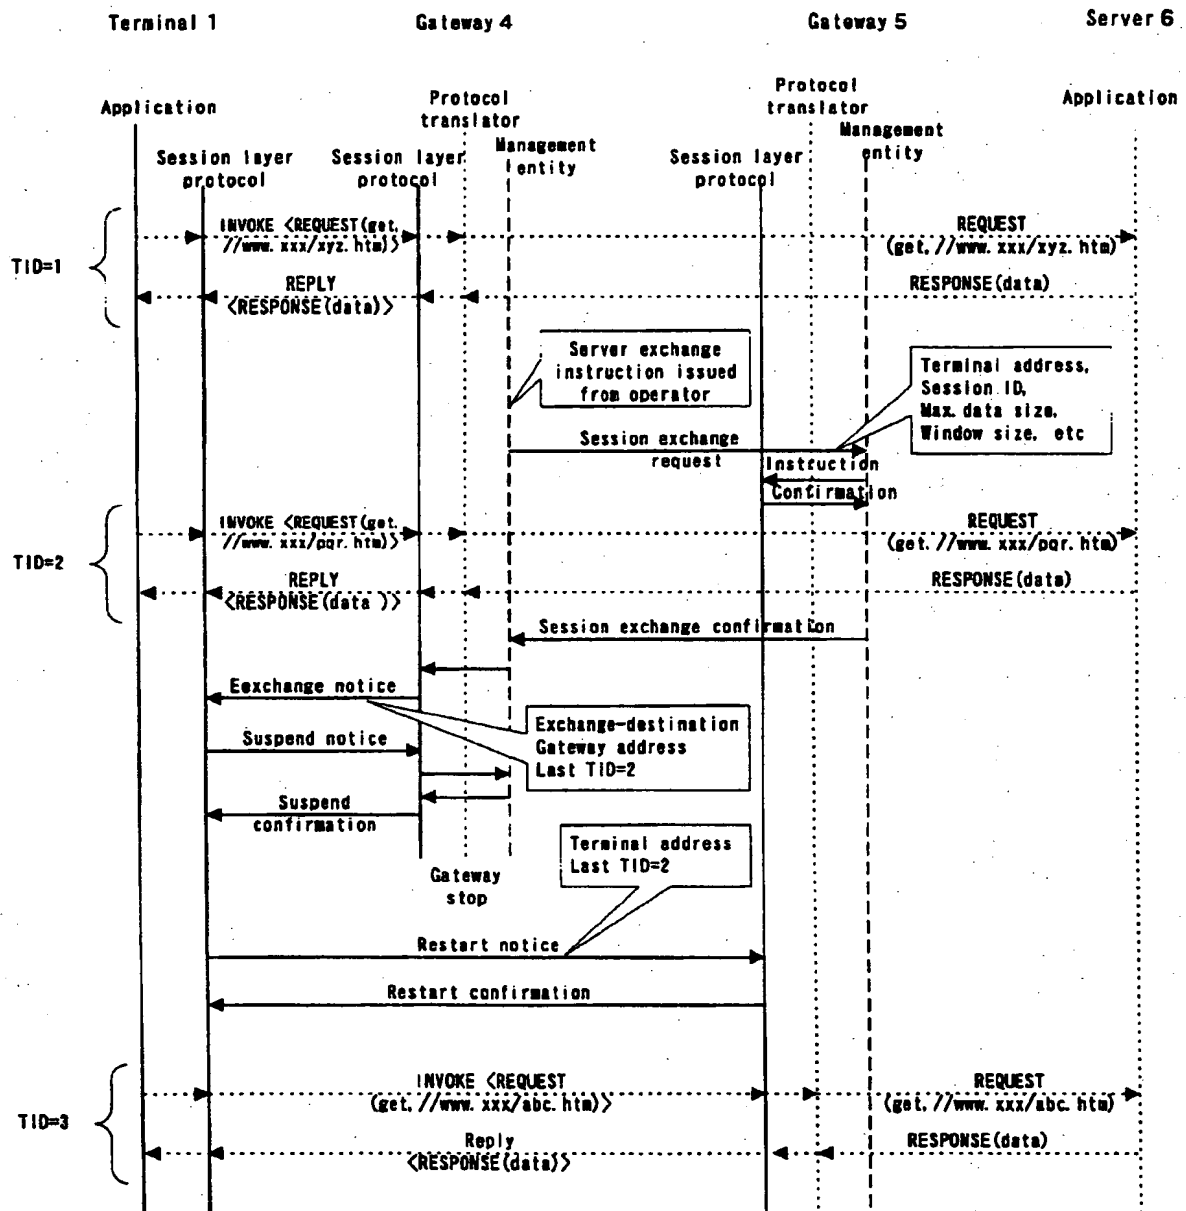 Terminal 1
Gateway 4
Gateway 5
Server 6
Application
Protocol
translator
Management
entity
Session layer
protocol
Session layer
protocol
Session layer
protocol
Protocol
translator
Management
entity
Application
TID=1
INVOKE <REQUEST(get,
//www.xxx/xyz.htm)>
REQUEST
(get,//www.xxx/xyz.htm)
REPLY
<RESPONSE(data)>
RESPONSE(data)
Server exchange
instruction issued
from operator
Terminal address,
Session ID,
Max.data size,
Window size, etc
Session exchange
request
Instruction
Confirmation
TID=2
INVOKE <REQUEST(get,
//www.xxx/pqr.htm)>
REQUEST
(get,//www.xxx/pqr.htm)
REPLY
<RESPONSE(data )>
RESPONSE(data)
Session exchange confirmation
Eexchange notice
Exchange-destination
Gateway address
Last TID=2
Suspend notice
Suspend
confirmation
Terminal address
Last TID=2
Gateway
stop
Restart notice
Restart confirmation
TID=3
INVOKE <REQUEST
(get,//www.xxx/abc.htm)>
REQUEST
(get,//www.xxx/abc.htm)
Reply
<RESPONSE(data)>
RESPONSE(data)